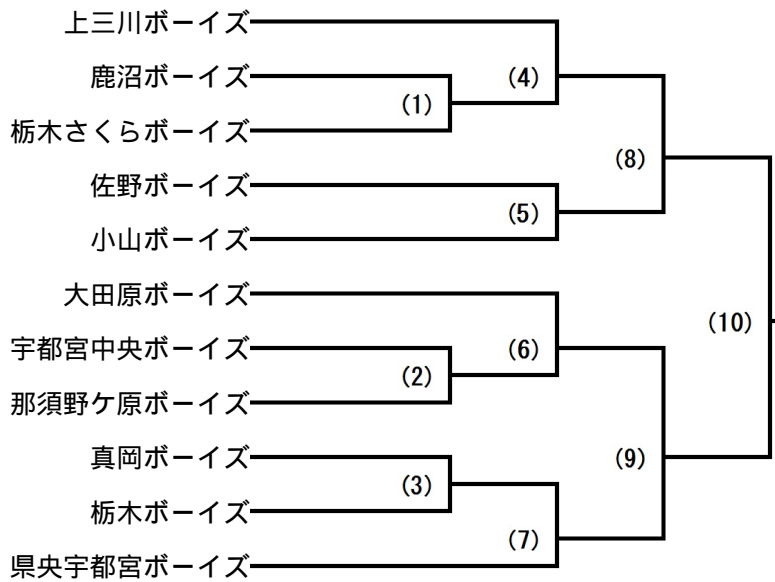 上三川ボーイズ
鹿沼ボーイズ
(4)
(1)
栃木さくらボーイズ
(8)
佐野ボーイズ
(5)
小山ボーイズ
大田原ボーイズ
(10)
宇都宮中央ボーイズ
(6)
(2)
那須野ケ原ボーイズ
真岡ボーイズ
(9)
(3)
栃木ボーイズ
(7)
県央宇都宮ボーイズ